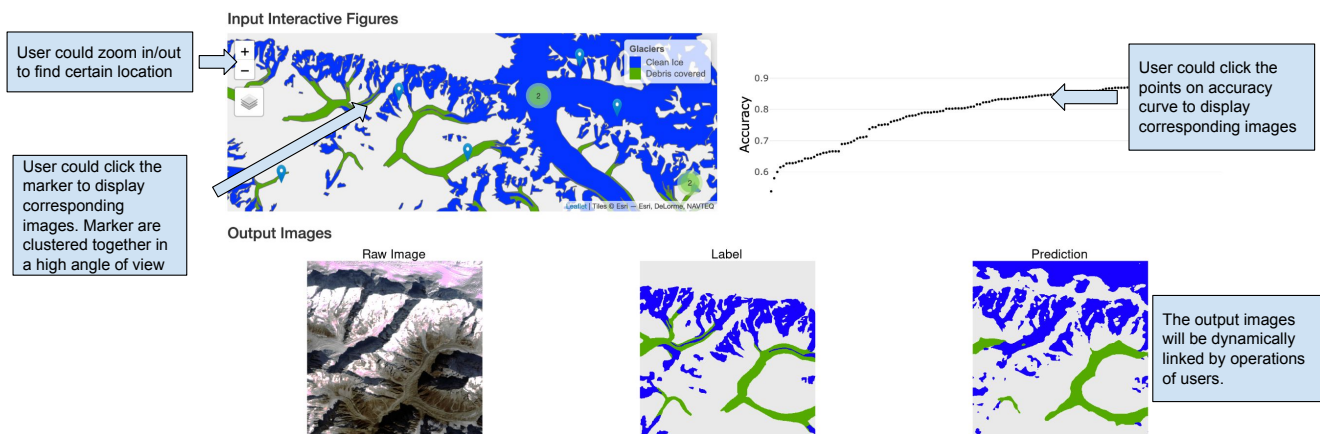 Input Interactive Figures
User could zoom in/out
to find certain location
+
−
Glaciers
Clean Ice
Debris covered
2
2
Leaflet | Tiles © Esri — Esri, DeLorme, NAVTEQ
User could click the
marker to display
corresponding
images. Marker are
clustered together in
a high angle of view
Accuracy
0.9
0.8
0.7
0.6
User could click the
points on accuracy
curve to display
corresponding images
Output Images
Raw Image
Label
Prediction
The output images
will be dynamically
linked by operations
of users.